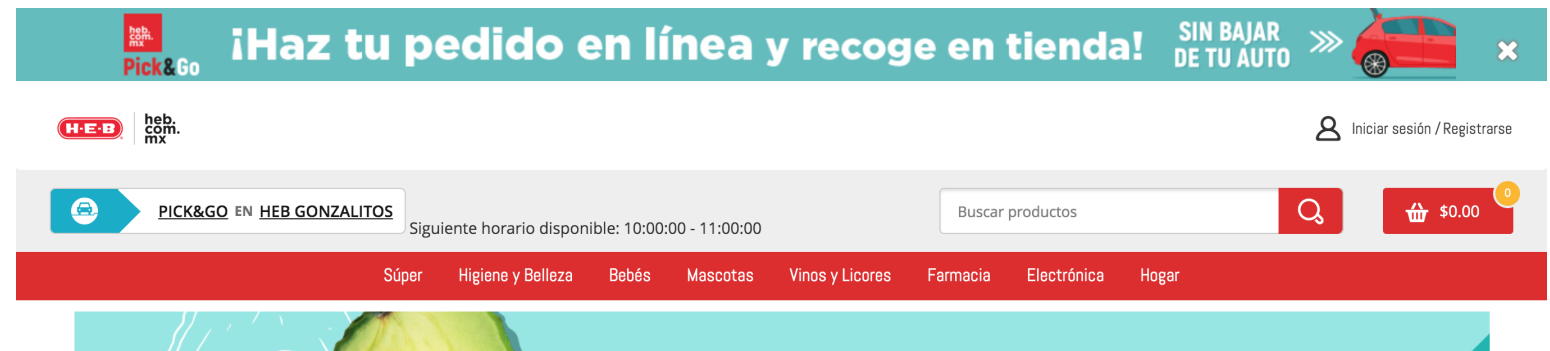 heb.
com.
mx
Pick&Go
¡Haz tu pedido en línea y recoge en tienda!
SIN BAJAR
DE TU AUTO
H-E-B
heb.
com.
mx
Iniciar sesión / Registrarse
PICK&GO EN HEB GONZALITOS
Siguiente horario disponible: 10:00:00 - 11:00:00
Buscar productos
$0.00
0
Súper Higiene y Belleza Bebés Mascotas Vinos y Licores Farmacia Electrónica Hogar